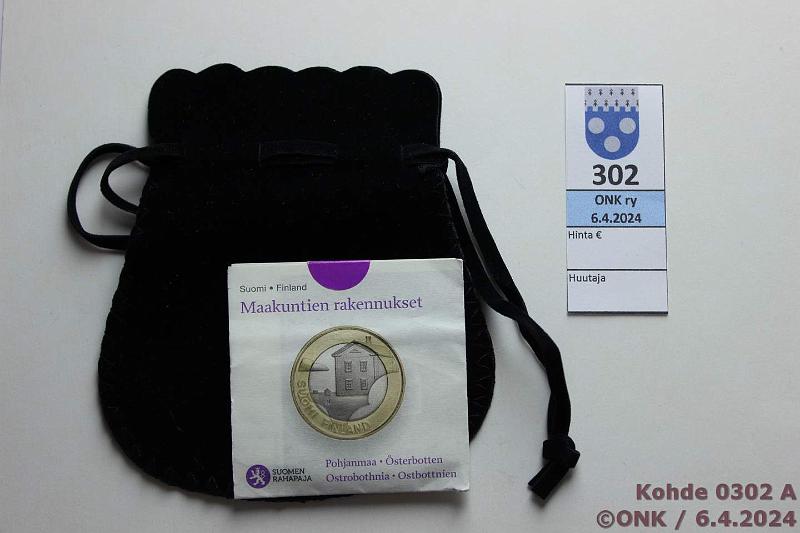 Suomi • Finland
Maakuntien rakennukset
SUOMI FINLAND
SUOMEN
RAHAPAJA
Pohjanmaa • Österbotten
Ostrobothnia • Ostbottnien
302
ONK ry
6.4.2024
Hinta €
Huutaja
Kohde 0302 A
©ONK / 6.4.2024